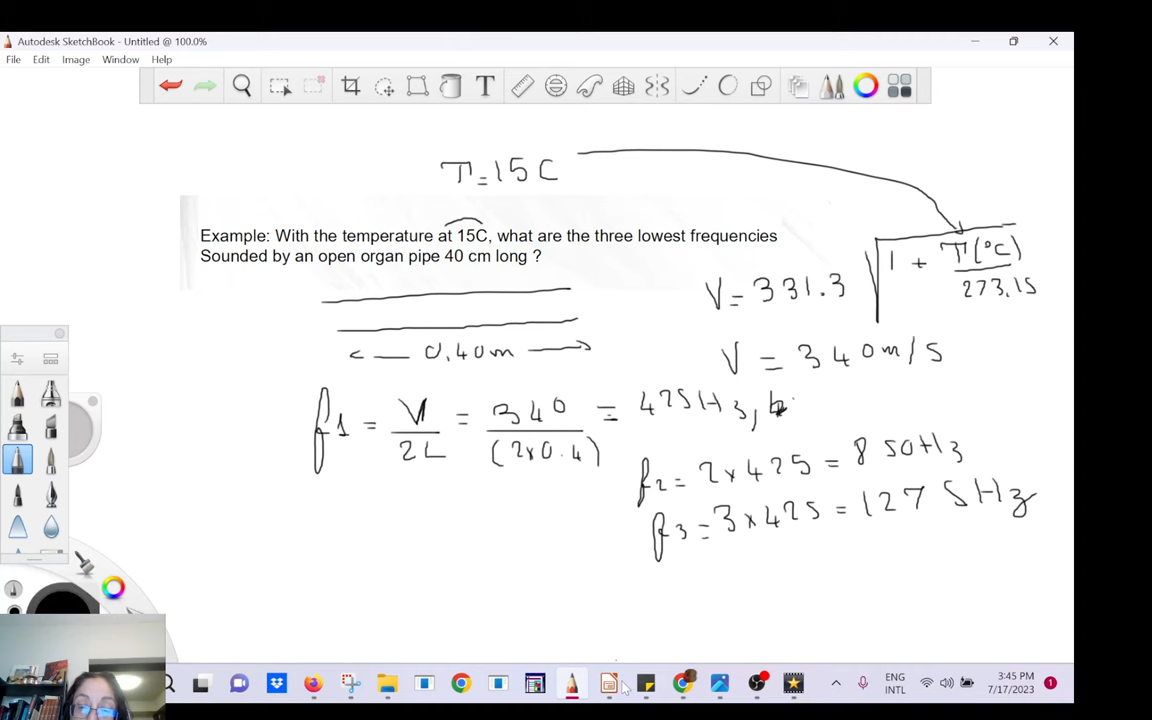 Autodesk SketchBook - Untitled @ 100.0%
File Edit Image Window Help
T
T = 15 C
Example: With the temperature at 15C, what are the three lowest frequencies
Sounded by an open organ pipe 40 cm long ?
V = 331.3 √ 1 + T(°C) / 273.15
0.40m
V = 340 m/s
f1 = V / 2L = 340 / (2x0.4) = 425Hz,
f2 = 2 x 425 = 850Hz
f3 = 3 x 425 = 1275Hz
ENG
INTL
3:45 PM
7/17/2023
1